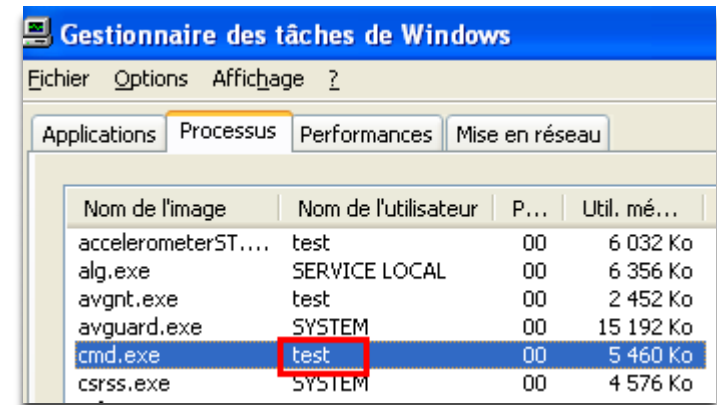 Gestionnaire des tâches de Windows
Fichier Options Affichage ?
Applications Processus Performances Mise en réseau
Nom de l'image Nom de l'utilisateur P... Util. mé...
accelerometerST.... test 00 6 032 Ko
alg.exe SERVICE LOCAL 00 6 356 Ko
avgnt.exe test 00 2 452 Ko
avguard.exe SYSTEM 00 15 192 Ko
cmd.exe test 00 5 460 Ko
csrss.exe SYSTEM 00 4 576 Ko